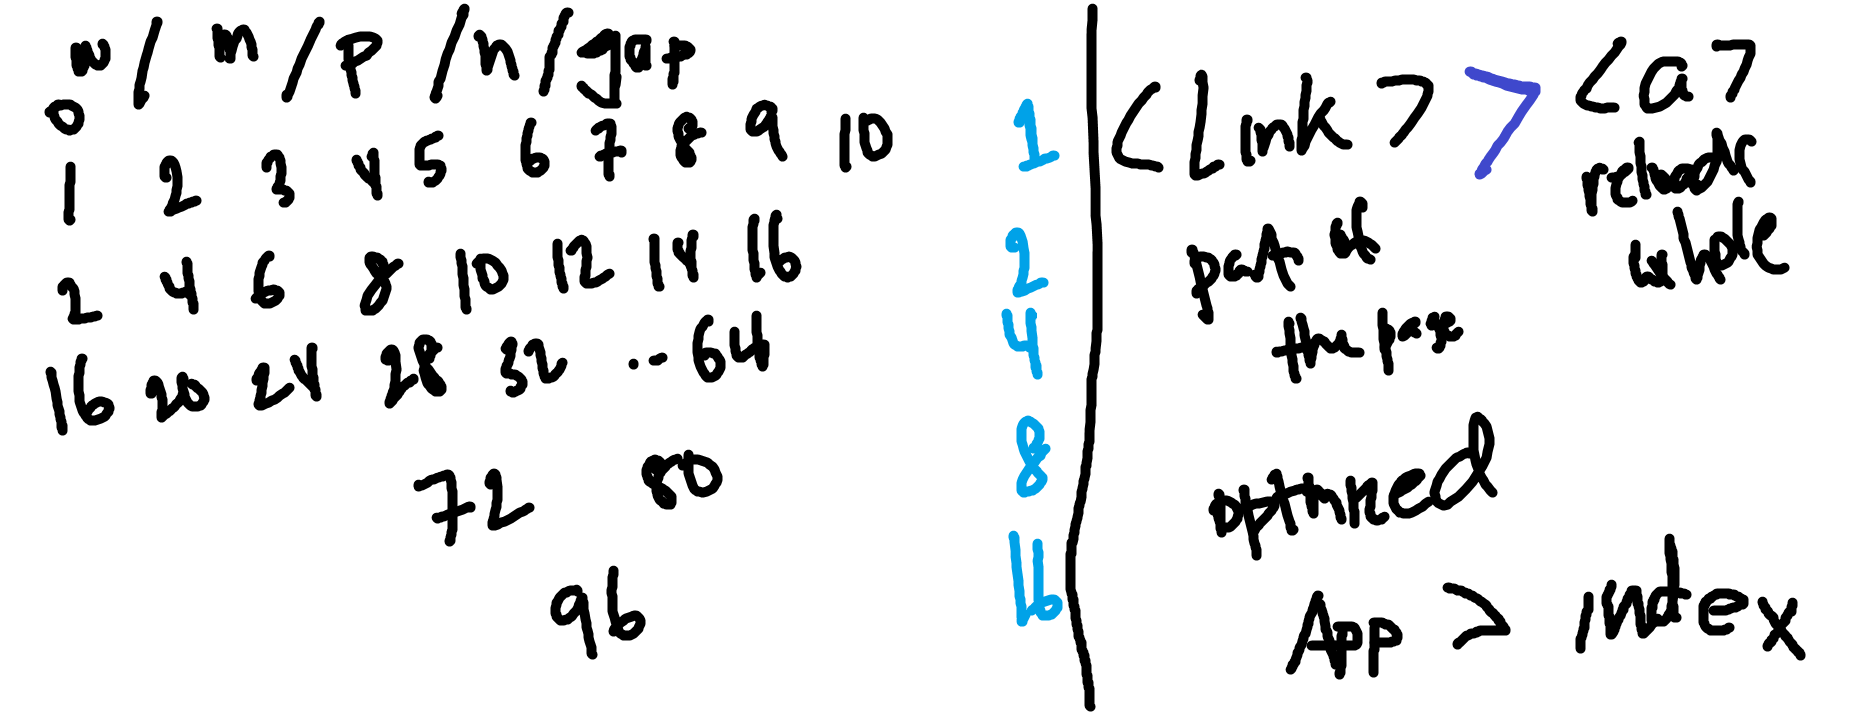 w / m / p / h / gap
0
1 2 3 4 5 6 7 8 9 10
2 4 6 8 10 12 14 16
16 20 24 28 32 .. 64
72 80
96
1
2
4
8
16
<Link> > <a>
part of
the page
reloads
whole
optimized
App > index